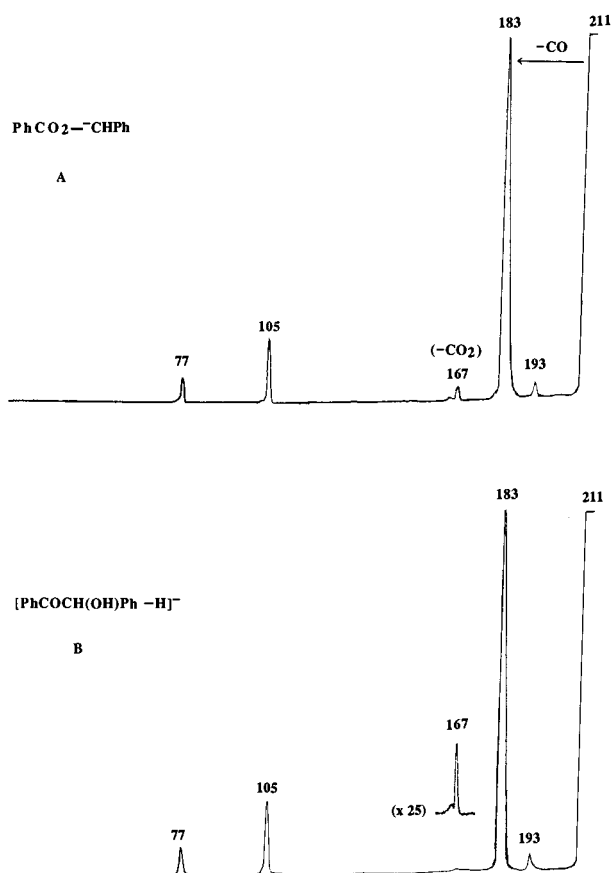 183
211
−CO
PhCO2—⁻CHPh
A
(−CO₂)
105
167
193
77
183
211
[PhCOCH(OH)Ph −H]⁻
B
167
(x 25)
105
193
77